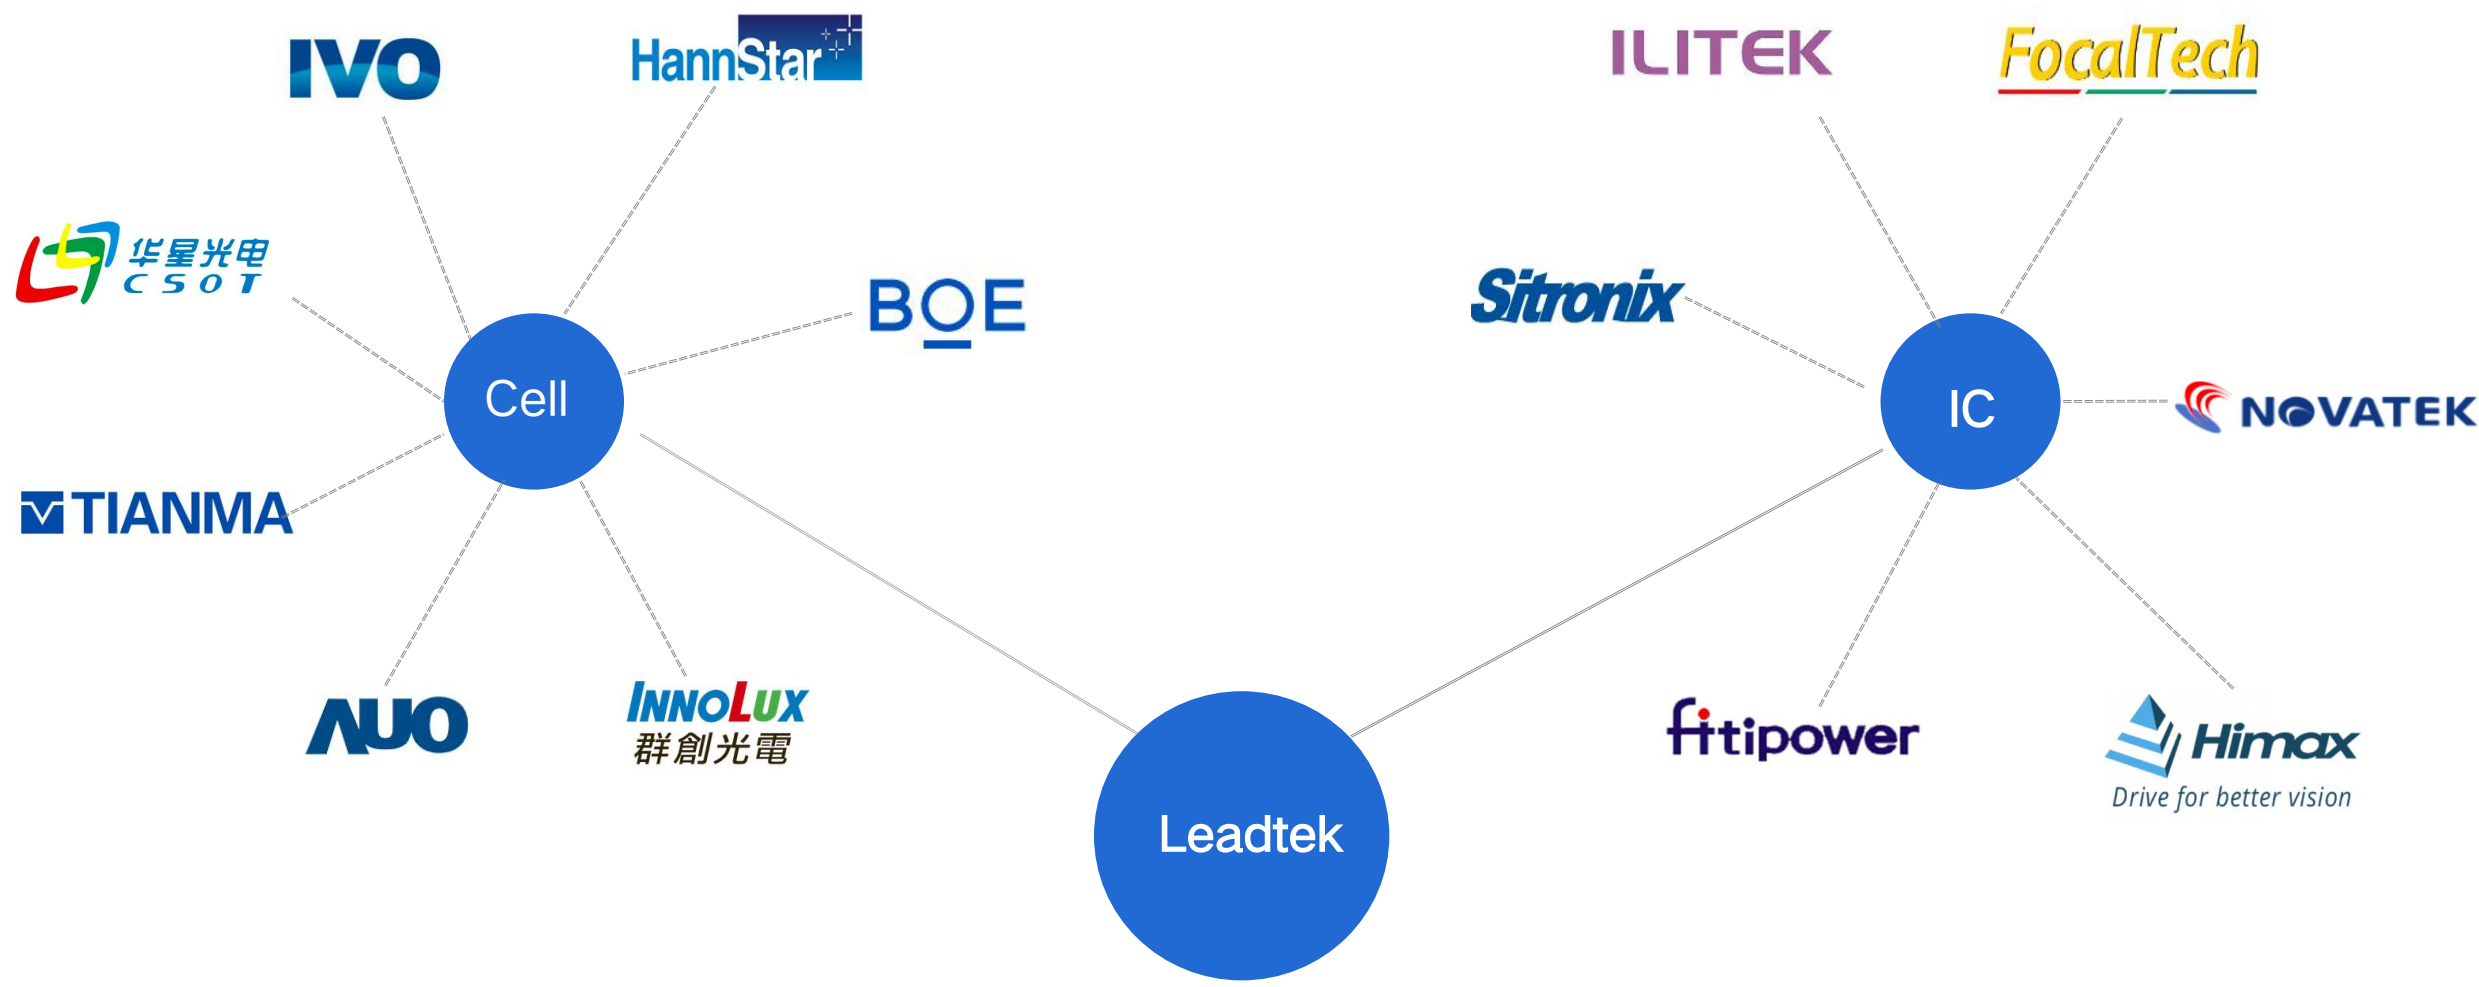 IVO
HannStar
华星光电
CSOT
BOE
Cell
TIANMA
AUO
INNOLUX
群創光電
ILITEK
FocalTech
Sitronix
IC
NOVATEK
fitipower
Himax
Drive for better vision
Leadtek